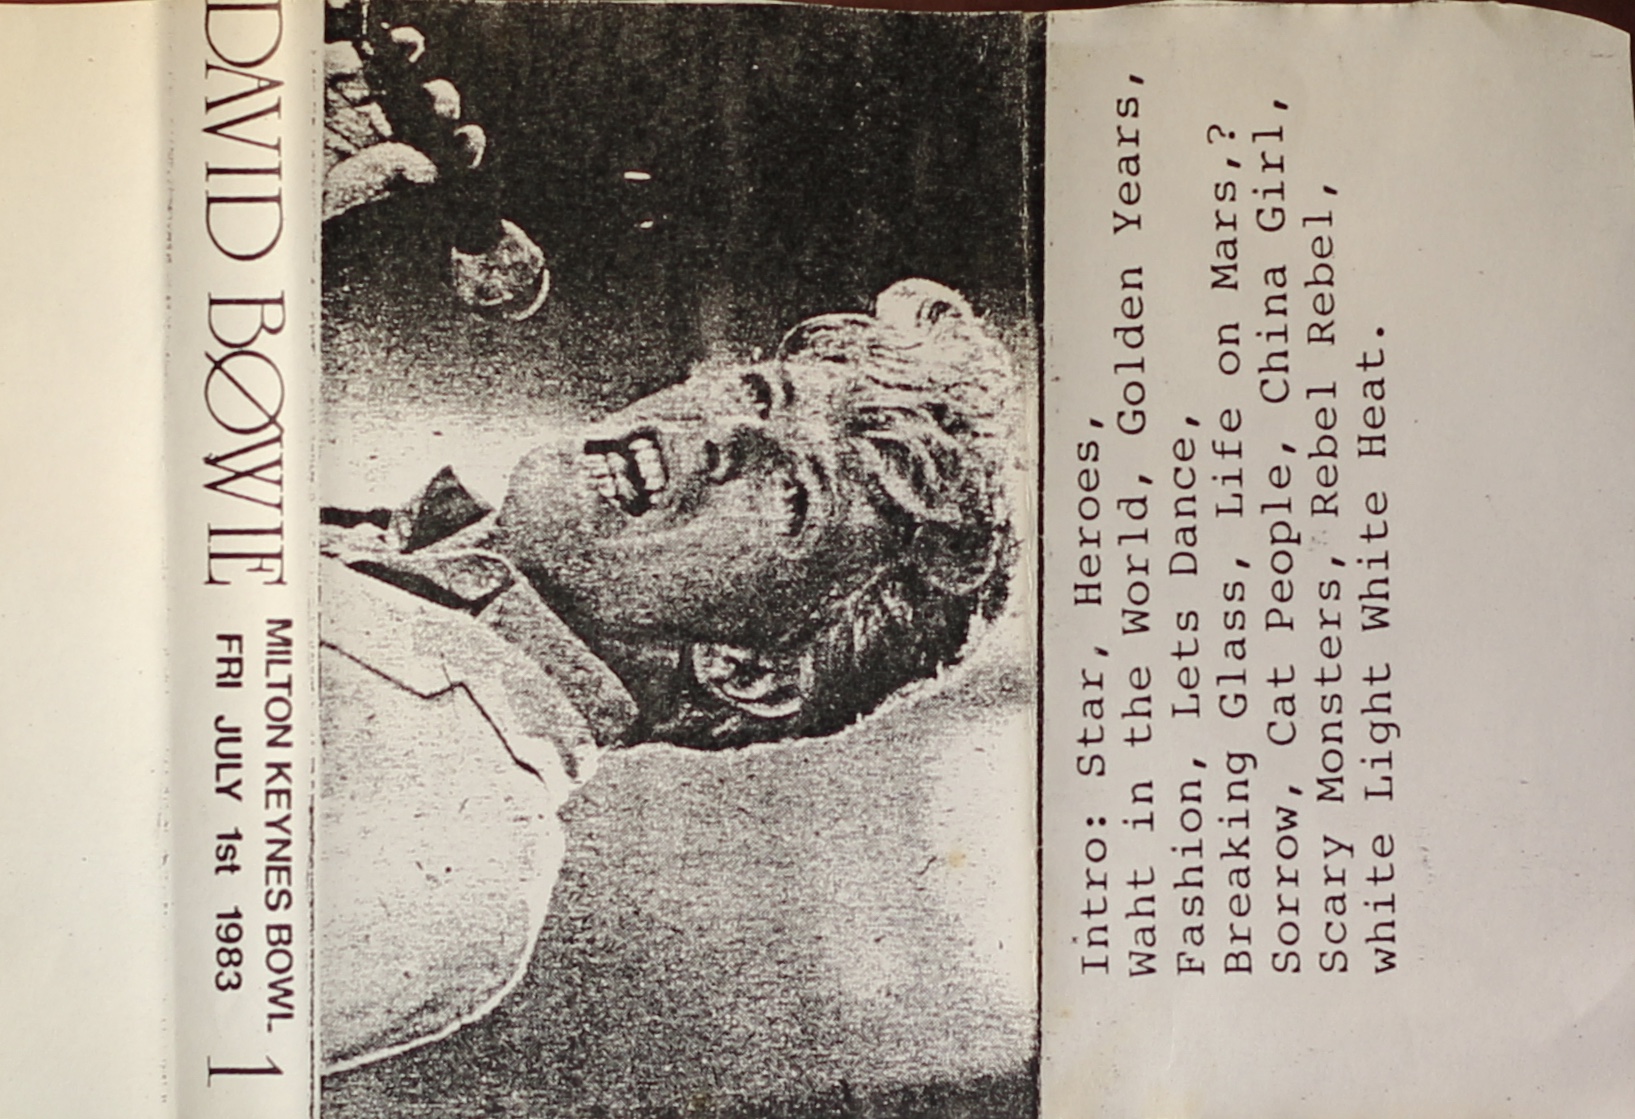 DAVID BOWIE
MILTON KEYNES BOWL
FRI JULY 1st 1983
1
Intro: Star, Heroes,
Waht in the World, Golden Years,
Fashion, Lets Dance,
Breaking Glass, Life on Mars,?
Sorrow, Cat People, China Girl,
Scary Monsters, Rebel Rebel,
white Light White Heat.